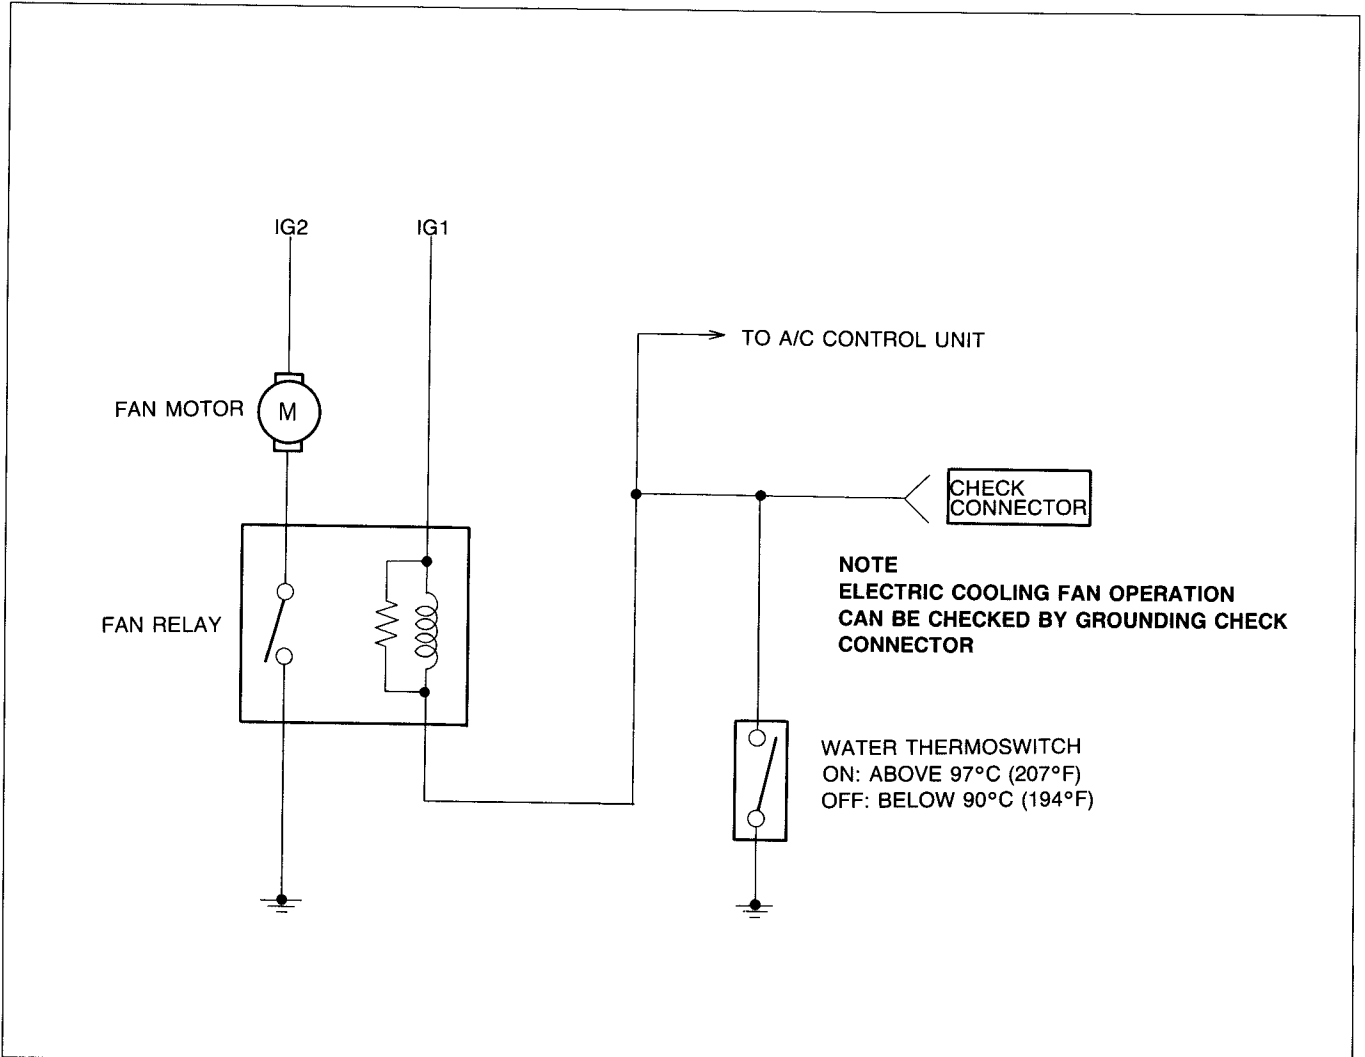 IG2
IG1
TO A/C CONTROL UNIT
FAN MOTOR
M
CHECK
CONNECTOR
NOTE
ELECTRIC COOLING FAN OPERATION
CAN BE CHECKED BY GROUNDING CHECK
CONNECTOR
FAN RELAY
WATER THERMOSWITCH
ON: ABOVE 97°C (207°F)
OFF: BELOW 90°C (194°F)